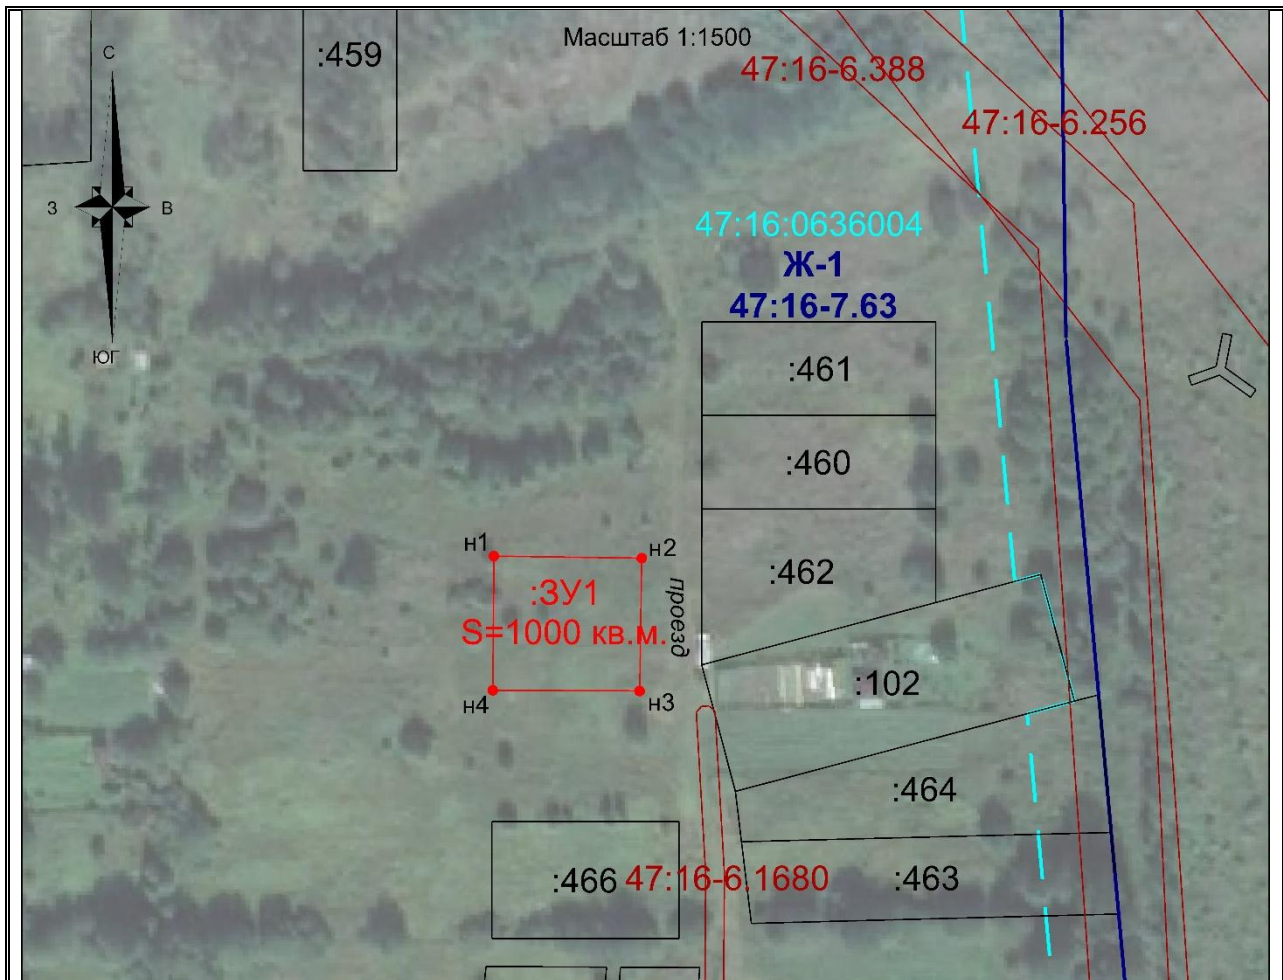 Масштаб 1:1500
:459
С
З
В
ЮГ
47:16-6.388
47:16-6.256
47:16:0636004
Ж-1
47:16-7.63
:461
:460
:462
н1
н2
:ЗУ1
S=1000 кв.м.
проезд
н4
н3
:102
:464
:466
47:16-6.1680
:463